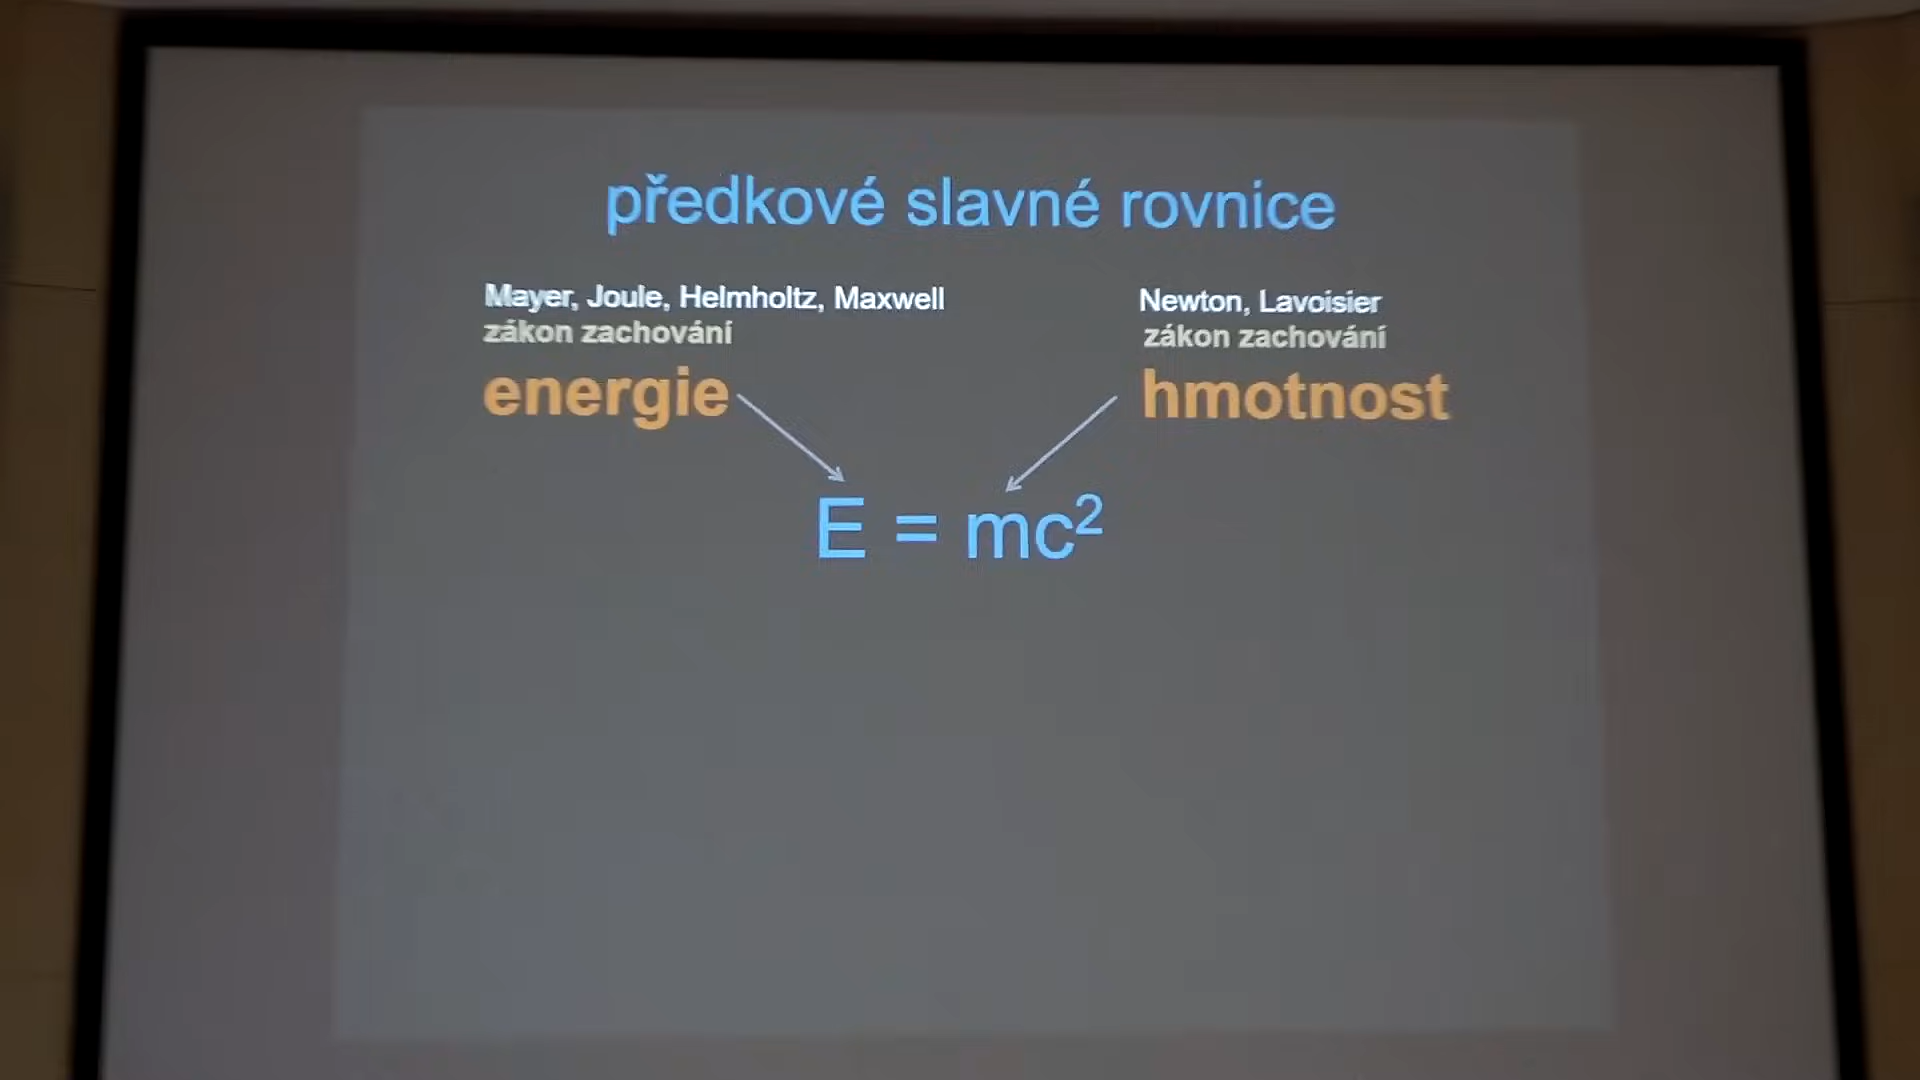 předkové slavné rovnice
Mayer, Joule, Helmholtz, Maxwell
zákon zachování
energie
Newton, Lavoisier
zákon zachování
hmotnost
E = mc²